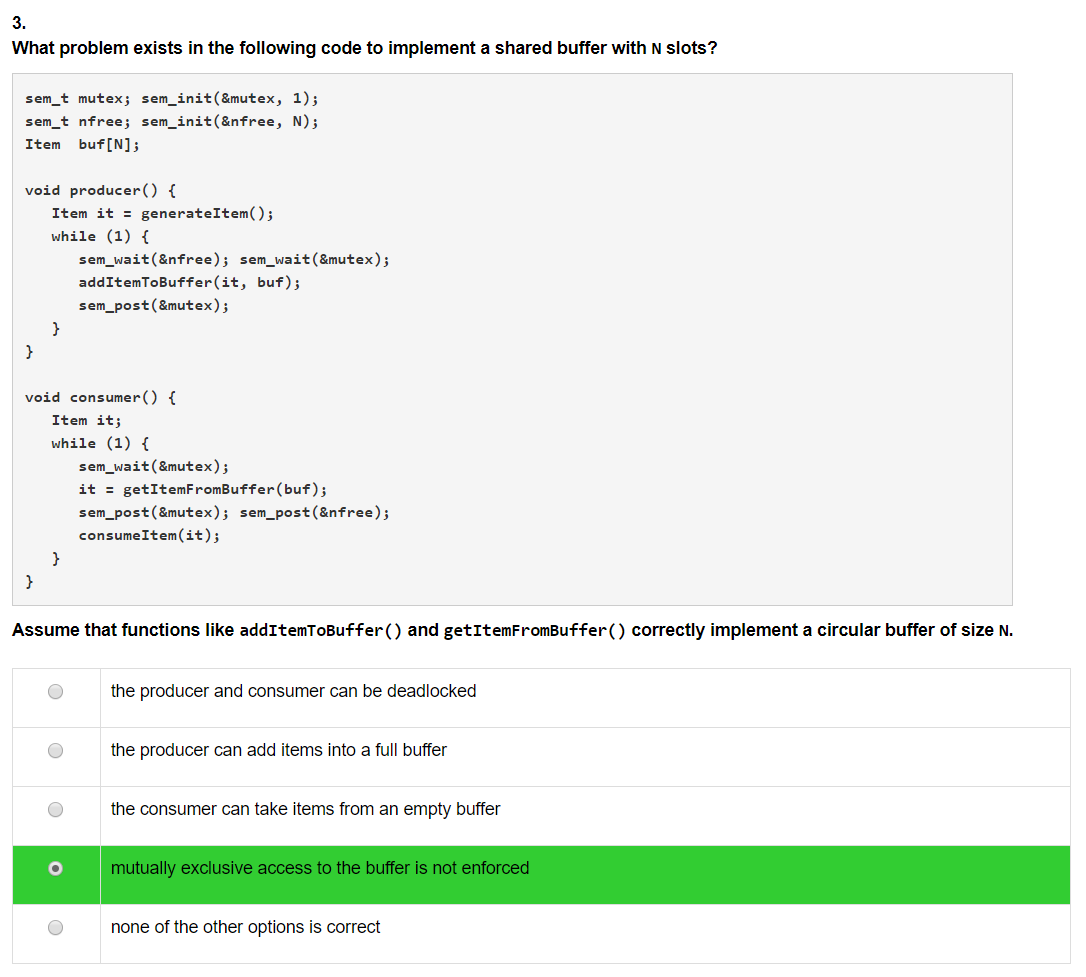 3.
What problem exists in the following code to implement a shared buffer with N slots?
sem_t mutex; sem_init(&mutex, 1);
sem_t nfree; sem_init(&nfree, N);
Item  buf[N];
void producer() {
   Item it = generateItem();
   while (1) {
      sem_wait(&nfree); sem_wait(&mutex);
      addItemToBuffer(it, buf);
      sem_post(&mutex);
   }
}
void consumer() {
   Item it;
   while (1) {
      sem_wait(&mutex);
      it = getItemFromBuffer(buf);
      sem_post(&mutex); sem_post(&nfree);
      consumeItem(it);
   }
}
Assume that functions like addItemToBuffer() and getItemFromBuffer() correctly implement a circular buffer of size N.
the producer and consumer can be deadlocked
the producer can add items into a full buffer
the consumer can take items from an empty buffer
mutually exclusive access to the buffer is not enforced
none of the other options is correct